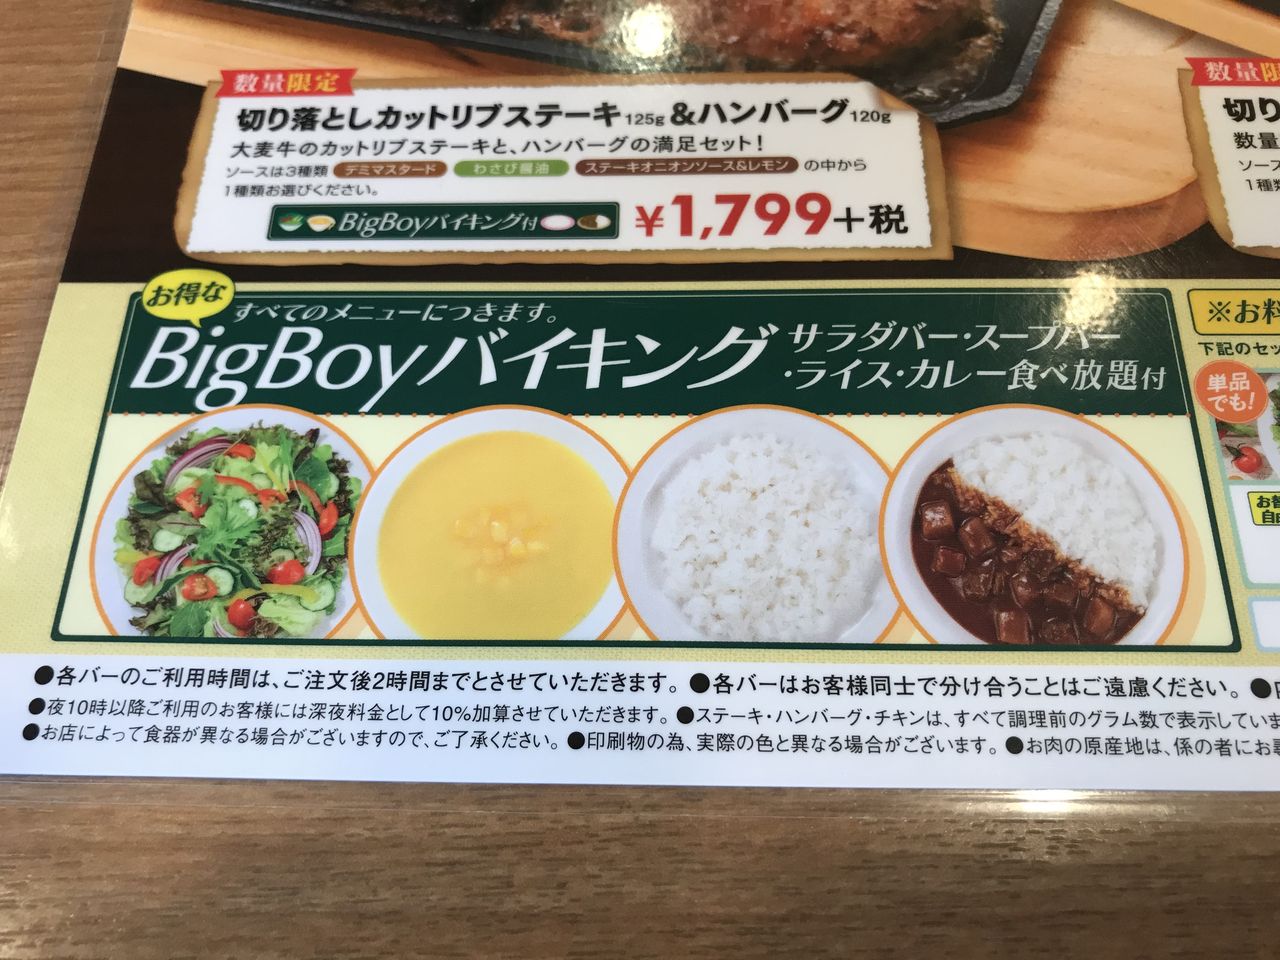 数量限定
切り落としカットリブステーキ125g&ハンバーグ120g
大麦牛のカットリブステーキと、ハンバーグの満足セット!
ソースは3種類 デミマスタード わさび醤油 ステーキオニオンソース&レモン の中から
1種類お選びください。
BigBoyバイキング付
¥1,799+税
数量限
切り
数量
ソース
1種類
お得な
すべてのメニューにつきます。
BigBoyバイキング
サラダバー・スープバー
・ライス・カレー食べ放題付
※お料
下記のセッ
単品
でも!
●各バーのご利用時間は、ご注文後2時間までとさせていただきます。 ●各バーはお客様同士で分け合うことはご遠慮ください。 ●
●夜10時以降ご利用のお客様には深夜料金として10%加算させていただきます。 ●ステーキ・ハンバーグ・チキンは、すべて調理前のグラム数で表示していま
●お店によって食器が異なる場合がございますので、ご了承ください。 ●印刷物の為、実際の色と異なる場合がございます。 ●お肉の原産地は、係の者にお